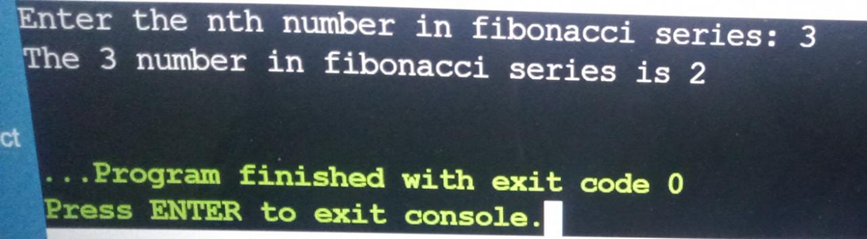 Enter the nth number in fibonacci series: 3
The 3 number in fibonacci series is 2
ct
...Program finished with exit code 0
Press ENTER to exit console.